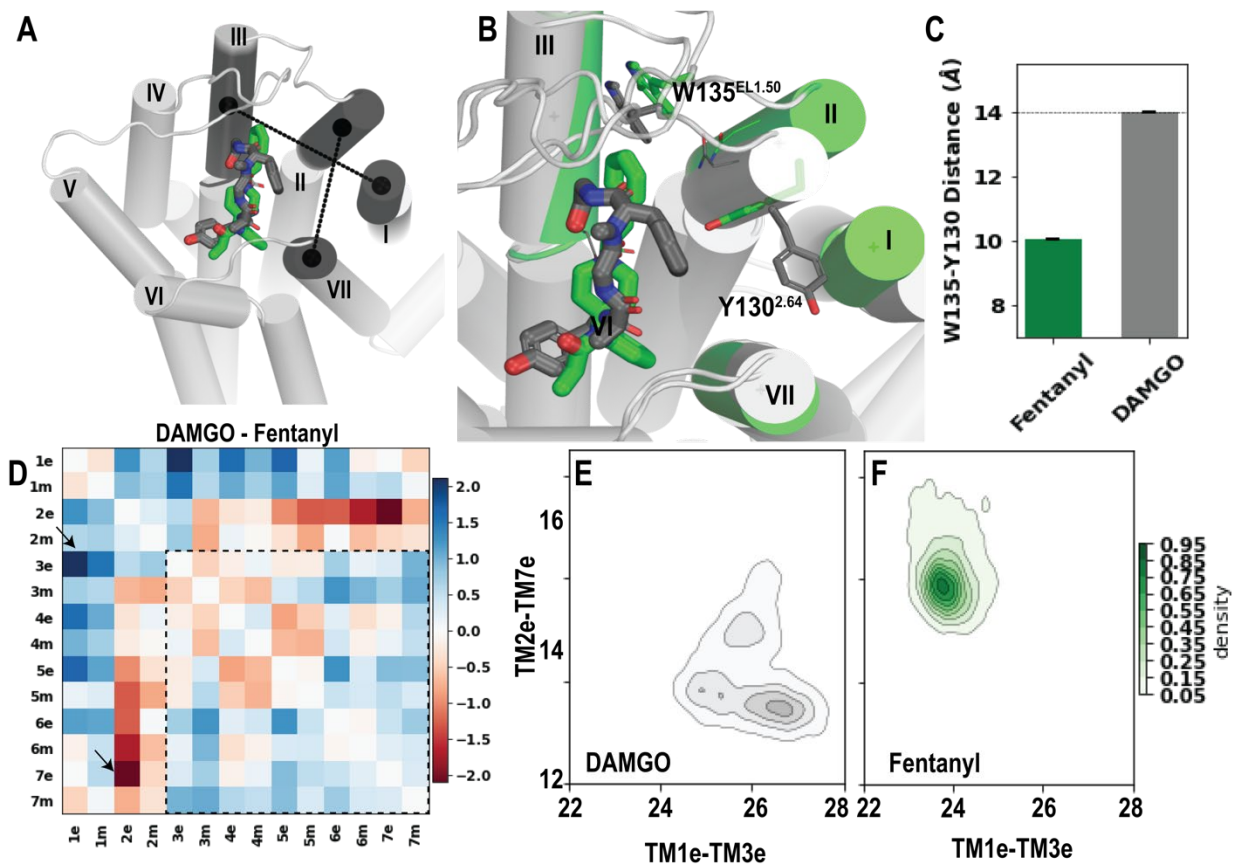 A
III
IV
V
II
I
VI
VII
B
III
W135EL1.50
II
I
Y1302.64
VI
VII
C
W135-Y130 Distance (Å)
14
12
10
8
Fentanyl
DAMGO
D
DAMGO - Fentanyl
1e
1m
2e
2m
3e
3m
4e
4m
5e
5m
6e
6m
7e
7m
1e 1m 2e 2m 3e 3m 4e 4m 5e 5m 6e 6m 7e 7m
2.0
1.5
1.0
0.5
0.0
−0.5
−1.0
−1.5
−2.0
E
TM2e-TM7e
16
14
12
DAMGO
22 24 26 28
TM1e-TM3e
F
Fentanyl
22 24 26 28
TM1e-TM3e
0.95
0.85
0.75
0.65
0.55
0.45
0.35
0.25
0.15
0.05
density